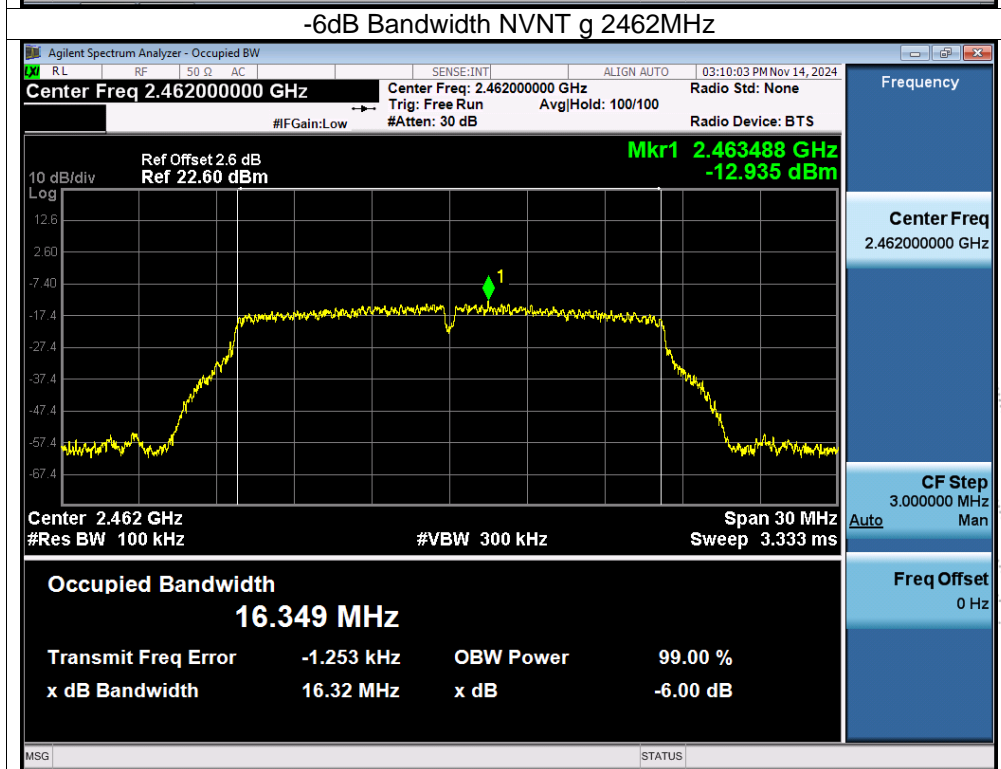 -6dB Bandwidth NVNT g 2462MHz
Agilent Spectrum Analyzer - Occupied BW
LXI RL RF 50 Ω AC SENSE:INT ALIGN AUTO 03:10:03 PM Nov 14, 2024
Center Freq 2.462000000 GHz
Center Freq: 2.462000000 GHz
Radio Std: None
Trig: Free Run Avg|Hold: 100/100
#IFGain:Low #Atten: 30 dB Radio Device: BTS
Frequency
Mkr1 2.463488 GHz
-12.935 dBm
Ref Offset 2.6 dB
10 dB/div Ref 22.60 dBm
Log
12.6
2.60
-7.40
-17.4
-27.4
-37.4
-47.4
-57.4
-67.4
1
Center 2.462 GHz Span 30 MHz
#Res BW 100 kHz #VBW 300 kHz Sweep 3.333 ms
Center Freq
2.462000000 GHz
CF Step
3.000000 MHz
Auto Man
Freq Offset
0 Hz
Occupied Bandwidth
16.349 MHz
Transmit Freq Error -1.253 kHz OBW Power 99.00 %
x dB Bandwidth 16.32 MHz x dB -6.00 dB
MSG STATUS